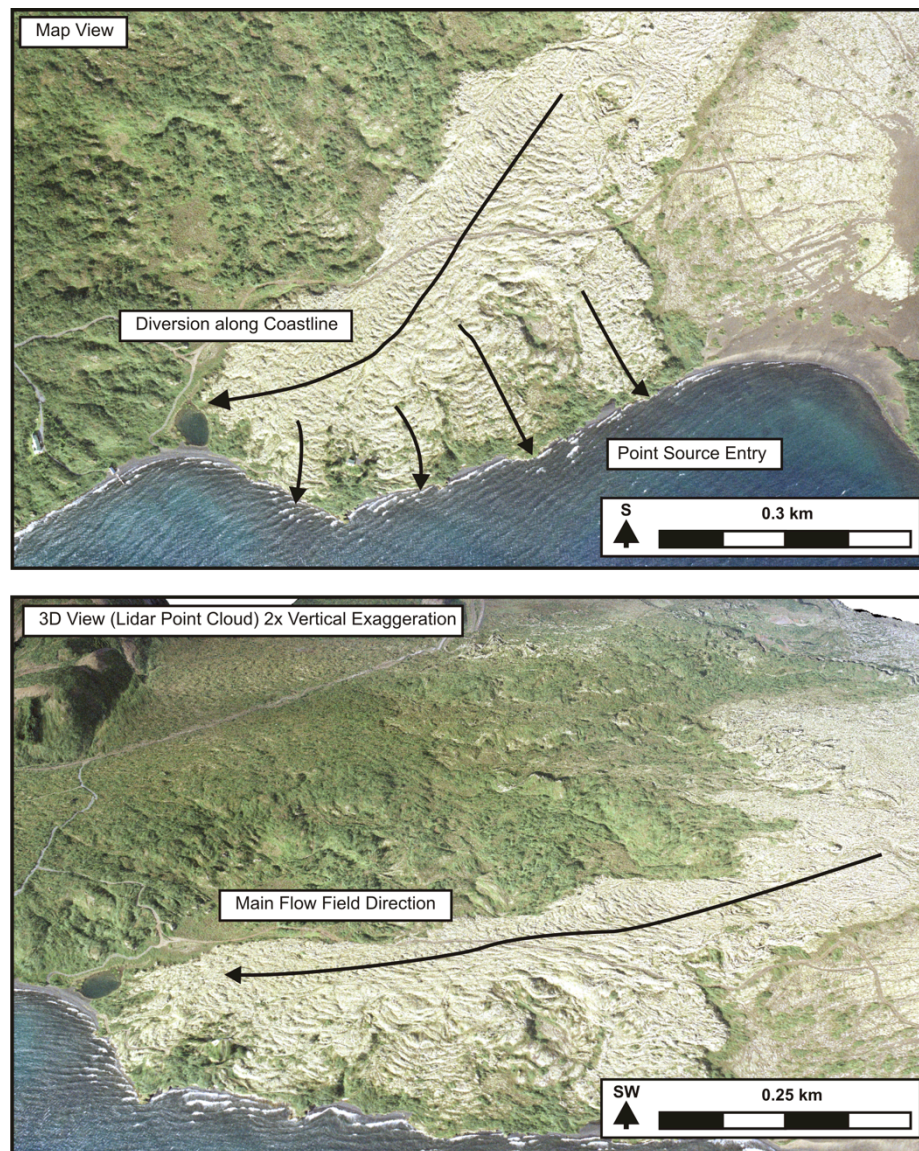 Map View
Diversion along Coastline
Point Source Entry
S
0.3 km
3D View (Lidar Point Cloud) 2x Vertical Exaggeration
Main Flow Field Direction
SW
0.25 km